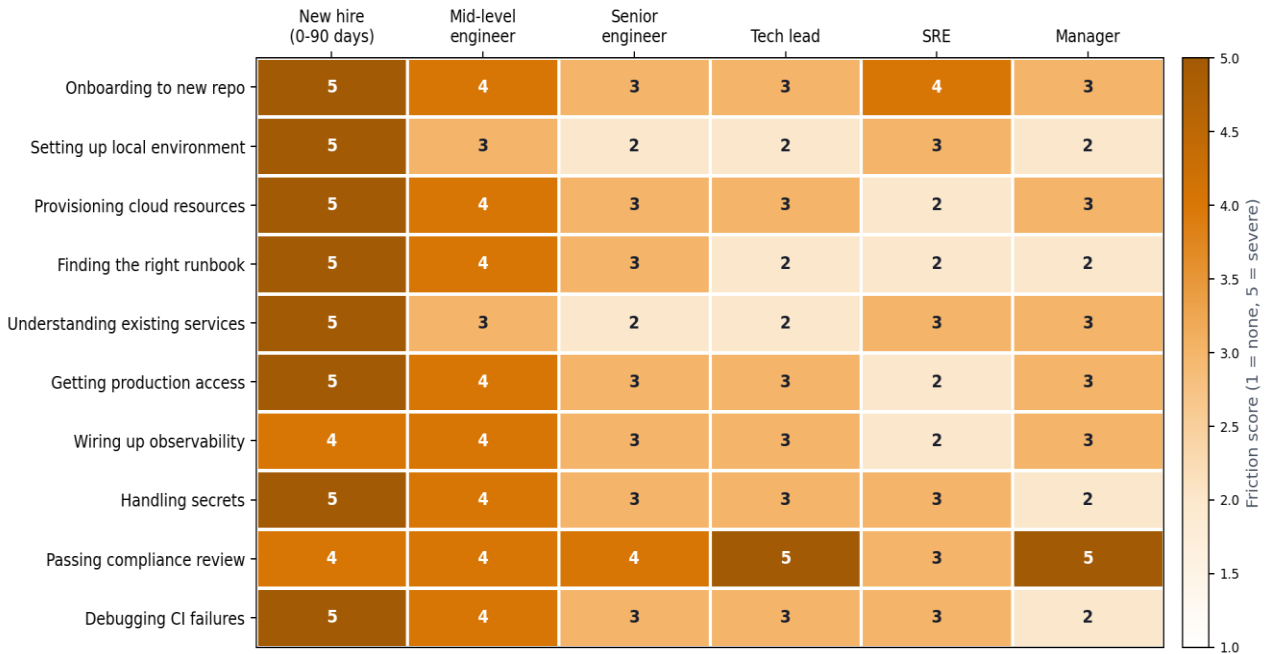 New hire
(0-90 days)
Mid-level
engineer
Senior
engineer
Tech lead
SRE
Manager
Onboarding to new repo 5 4 3 3 4 3
Setting up local environment 5 3 2 2 3 2
Provisioning cloud resources 5 4 3 3 2 3
Finding the right runbook 5 4 3 2 2 2
Understanding existing services 5 3 2 2 3 3
Getting production access 5 4 3 3 2 3
Wiring up observability 4 4 3 3 2 3
Handling secrets 5 4 3 3 3 2
Passing compliance review 4 4 4 5 3 5
Debugging CI failures 5 4 3 3 3 2
5.0
4.5
4.0
3.5
3.0
2.5
2.0
1.5
1.0
Friction score (1 = none, 5 = severe)